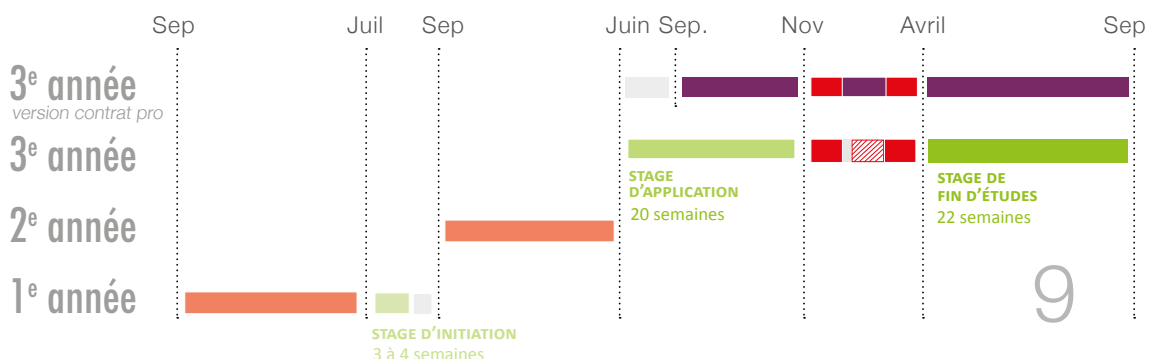 Sep Juil Sep Juin Sep. Nov Avril Sep
3e année
version contrat pro
3e année
STAGE
D'APPLICATION
20 semaines
STAGE DE
FIN D'ÉTUDES
22 semaines
2e année
1e année
STAGE D'INITIATION
3 à 4 semaines
9